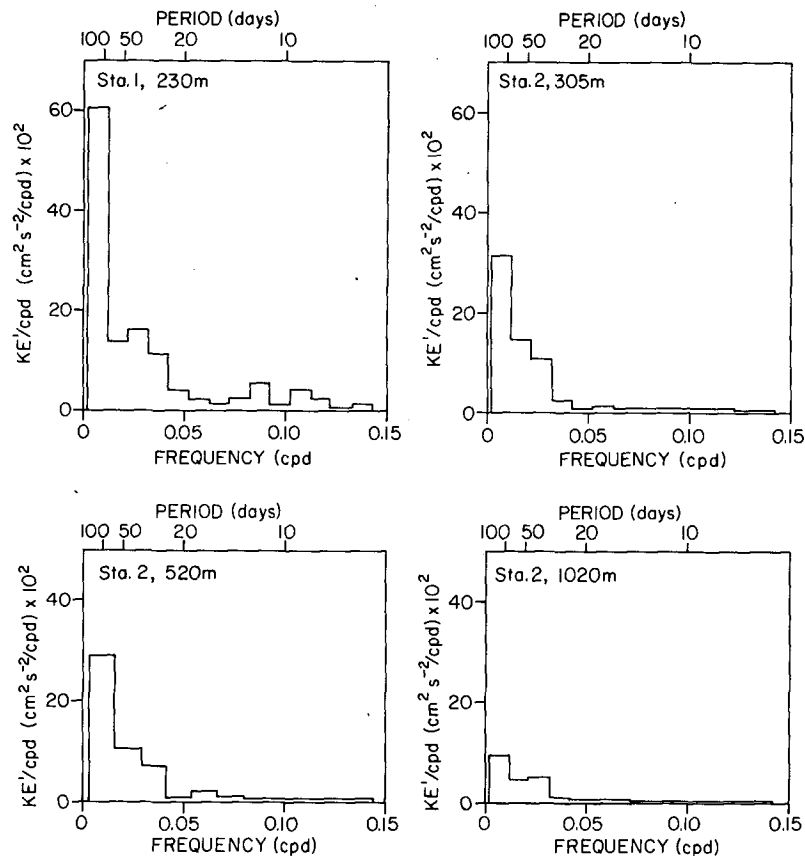 PERIOD (days)
100 50 20 10
Sta. 1, 230m
KE'/cpd (cm² s⁻²/cpd) × 10²
60
40
20
0
0 0.05 0.10 0.15
FREQUENCY (cpd)
PERIOD (days)
100 50 20 10
Sta. 2, 305m
KE'/cpd (cm² s⁻²/cpd) × 10²
60
40
20
0
0 0.05 0.10 0.15
FREQUENCY (cpd)
PERIOD (days)
100 50 20 10
Sta. 2, 520m
KE'/cpd (cm² s⁻²/cpd) × 10²
40
20
0
0 0.05 0.10 0.15
FREQUENCY (cpd)
PERIOD (days)
100 50 20 10
Sta. 2, 1020m
KE'/cpd (cm² s⁻²/cpd) × 10²
40
20
0
0 0.05 0.10 0.15
FREQUENCY (cpd)